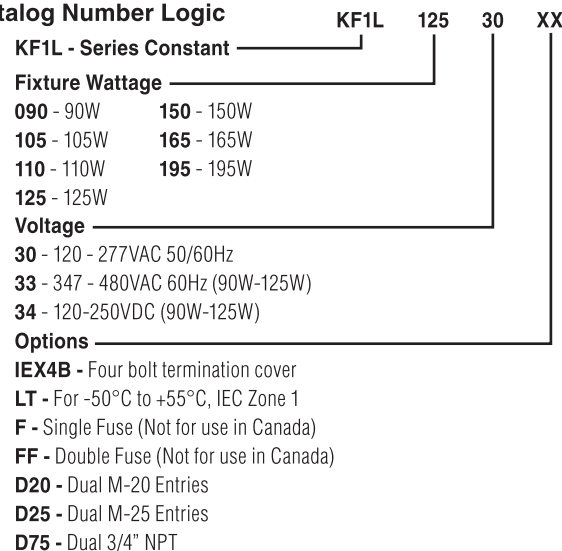 talog Number Logic
KF1L 125 30 XX
KF1L - Series Constant
Fixture Wattage
090 - 90W 150 - 150W
105 - 105W 165 - 165W
110 - 110W 195 - 195W
125 - 125W
Voltage
30 - 120 - 277VAC 50/60Hz
33 - 347 - 480VAC 60Hz (90W-125W)
34 - 120-250VDC (90W-125W)
Options
IEX4B - Four bolt termination cover
LT - For -50°C to +55°C, IEC Zone 1
F - Single Fuse (Not for use in Canada)
FF - Double Fuse (Not for use in Canada)
D20 - Dual M-20 Entries
D25 - Dual M-25 Entries
D75 - Dual 3/4” NPT